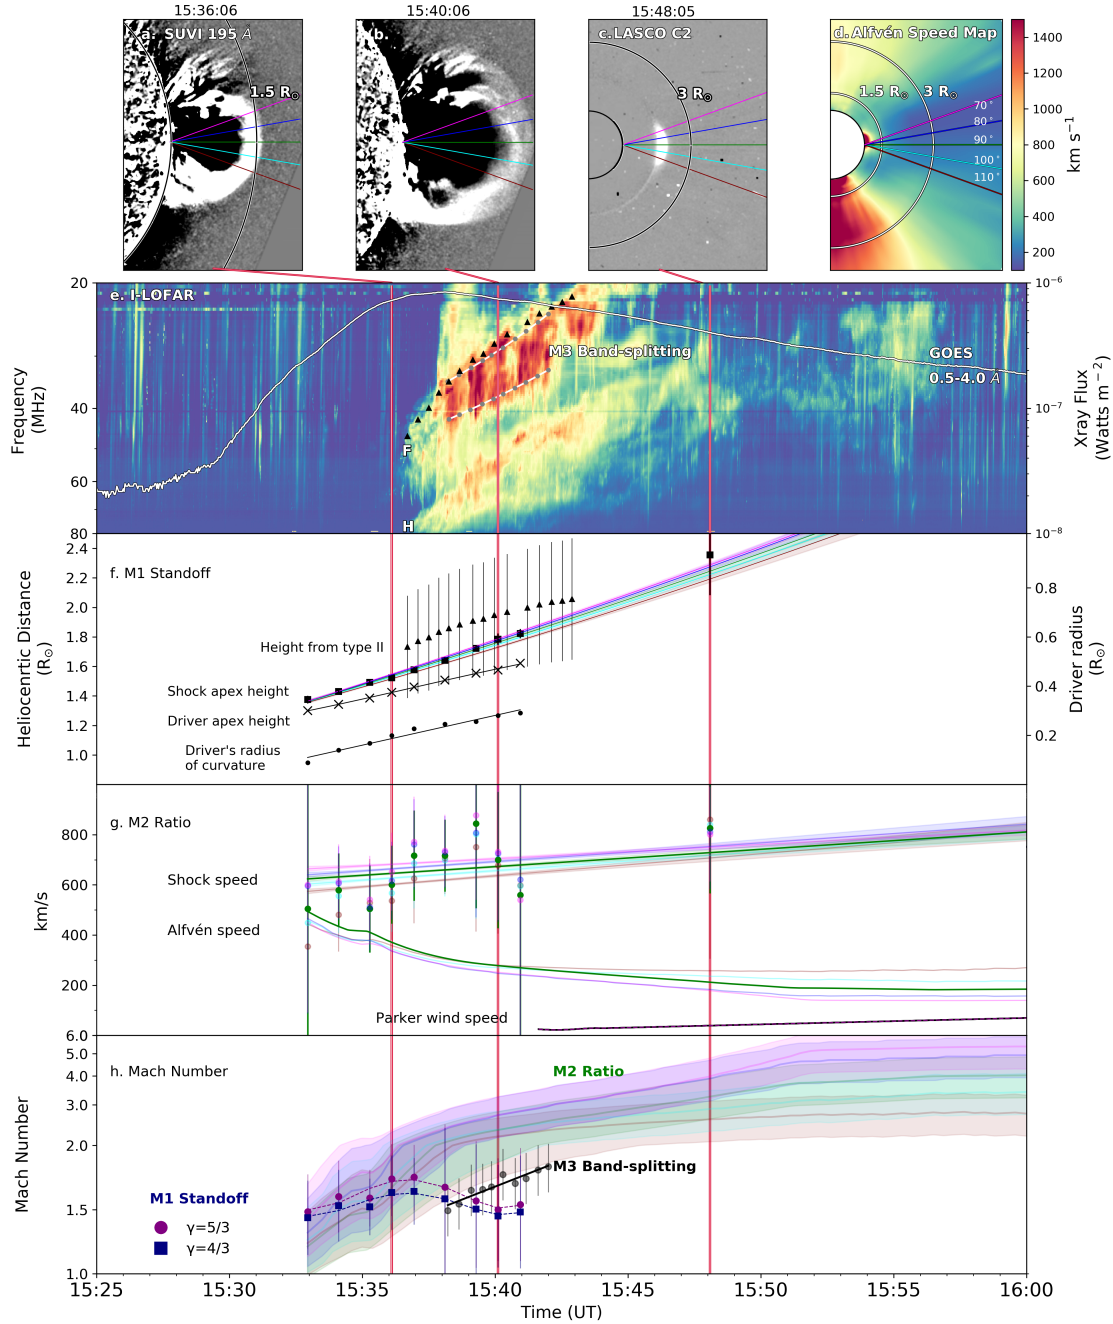 15:36:06
15:40:06
15:48:05
a. SUVI 195 Å
b.
c. LASCO C2
d. Alfvén Speed Map
1.5 R☉
3 R☉
1.5 R☉ 3 R☉
70°
80°
90°
100°
110°
1400
1200
1000
800
600
400
200
km s⁻¹
e. I-LOFAR
20
40
60
80
Frequency
(MHz)
M3 Band-splitting
GOES
0.5-4.0 Å
F
H
10⁻⁶
10⁻⁷
10⁻⁸
Xray Flux
(Watts m⁻²)
f. M1 Standoff
2.4
2.2
2.0
1.8
1.6
1.4
1.2
1.0
Heliocenrtic Distance
(R☉)
Height from type II
Shock apex height
Driver apex height
Driver's radius
of curvature
0.8
0.6
0.4
0.2
Driver radius
(R☉)
g. M2 Ratio
800
600
400
200
km/s
Shock speed
Alfvén speed
Parker wind speed
h. Mach Number
6.0
5.0
4.0
3.0
2.0
1.5
1.0
Mach Number
M2 Ratio
M3 Band-splitting
M1 Standoff
γ=5/3
γ=4/3
15:25 15:30 15:35 15:40 15:45 15:50 15:55 16:00
Time (UT)